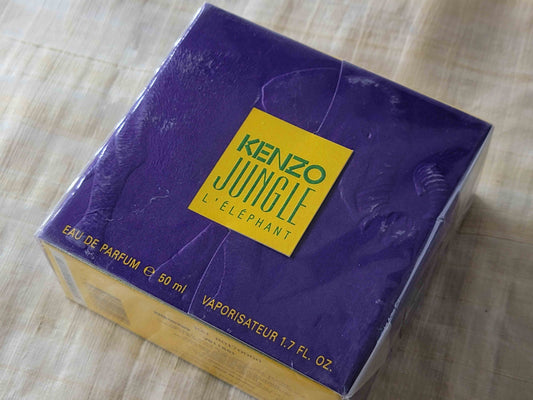 KENZO
JUNGLE
L'ÉLÉPHANT
EAU DE PARFUM ℮ 50 ml VAPORISATEUR 1.7 FL. OZ.